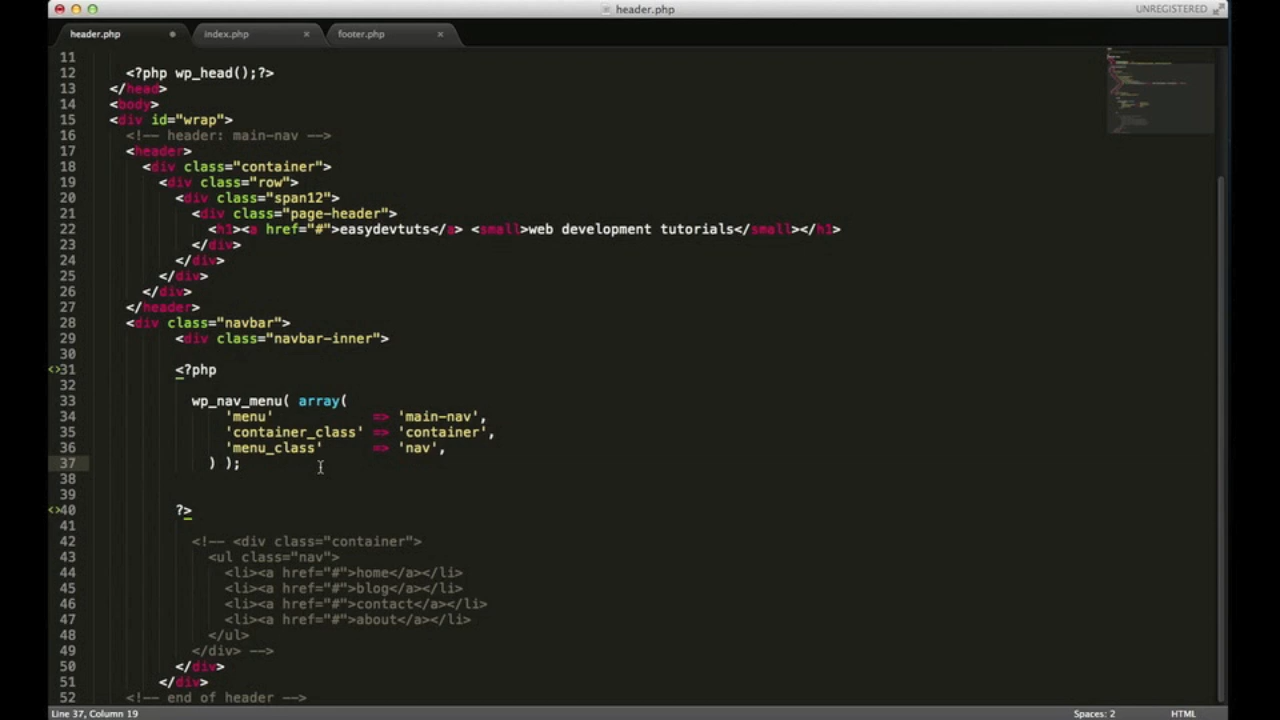 header.php
UNREGISTERED
header.php
index.php
footer.php
11
12 <?php wp_head();?>
13 </head>
14 <body>
15 <div id="wrap">
16 <!-- header: main-nav -->
17 <header>
18 <div class="container">
19 <div class="row">
20 <div class="span12">
21 <div class="page-header">
22 <h1><a href="#">easydevtuts</a> <small>web development tutorials</small></h1>
23 </div>
24 </div>
25 </div>
26 </div>
27 </header>
28 <div class="navbar">
29 <div class="navbar-inner">
30
31 <?php
32
33 wp_nav_menu( array(
34 'menu' => 'main-nav',
35 'container_class' => 'container',
36 'menu_class' => 'nav',
37 ) );
38
39
40 ?>
41
42 <!-- <div class="container">
43 <ul class="nav">
44 <li><a href="#">home</a></li>
45 <li><a href="#">blog</a></li>
46 <li><a href="#">contact</a></li>
47 <li><a href="#">about</a></li>
48 </ul>
49 </div> -->
50 </div>
51 </div>
52 <!-- end of header -->
Line 37, Column 19
Spaces: 2
HTML